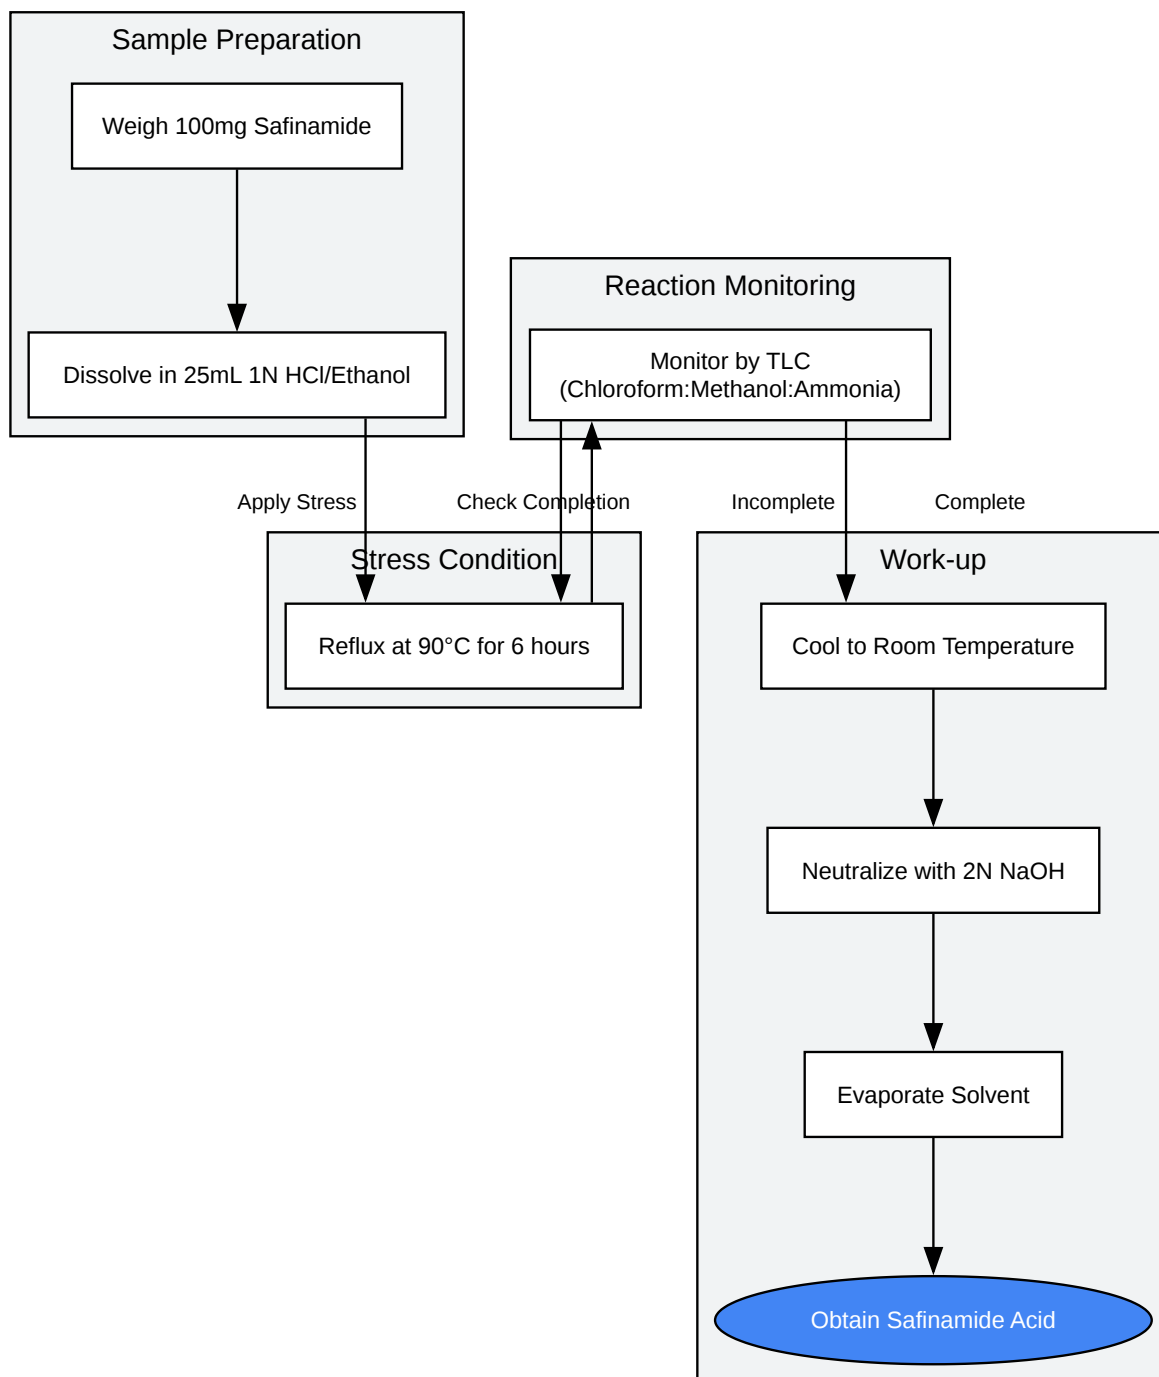 Sample Preparation
Weigh 100mg Safinamide
Dissolve in 25mL 1N HCl/Ethanol
Reaction Monitoring
Monitor by TLC
(Chloroform:Methanol:Ammonia)
Apply Stress
Check Completion
Incomplete
Complete
Stress Condition
Reflux at 90°C for 6 hours
Work-up
Cool to Room Temperature
Neutralize with 2N NaOH
Evaporate Solvent
Obtain Safinamide Acid